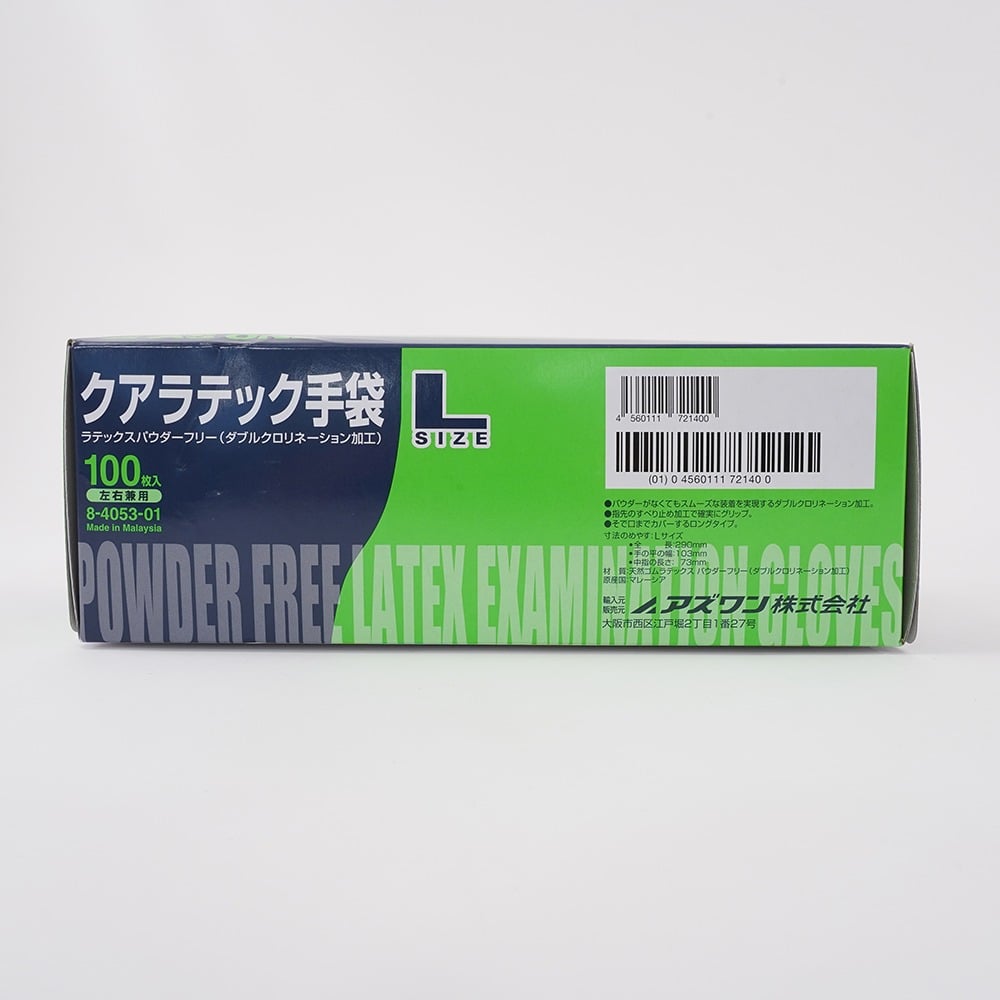 クアラテック手袋
ラテックスパウダーフリー(ダブルクロリネーション加工)
100枚入
左右兼用
8-4053-01
Made in Malaysia
L
SIZE
4 560111 721400
(01) 0 4560111 72140 0
●パウダーがなくてもスムーズな装着を実現するダブルクロリネーション加工。
●指先のすべり止め加工で確実にグリップ。
●そで口までカバーするロングタイプ。
寸法のめやす:Lサイズ
•全 長:290mm
•手の平の幅:103mm
•中指の長さ: 73mm
材 質:天然ゴムラテックス パウダーフリー(ダブルクロリネーション加工)
原産国:マレーシア
輸入元
販売元
アズワン株式会社
大阪市西区江戸堀2丁目1番27号
POWDER FREE LATEX EXAMINATION GLOVES